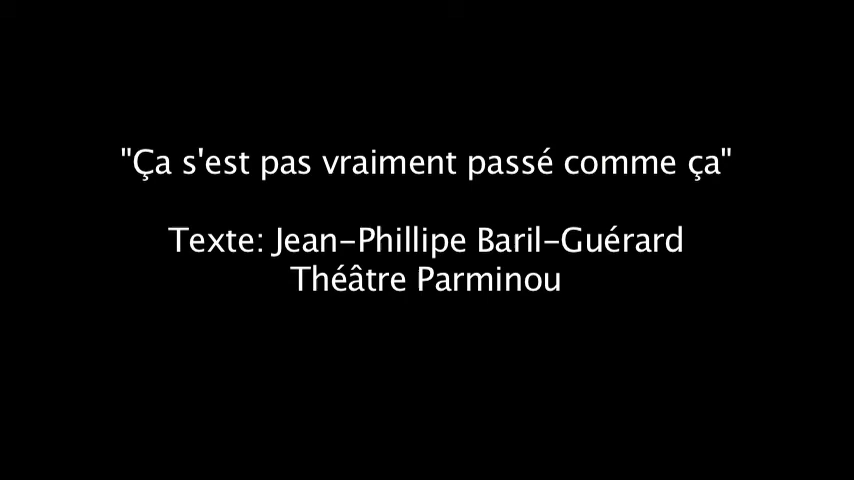 "Ça s'est pas vraiment passé comme ça"
Texte: Jean-Phillipe Baril-Guérard
Théâtre Parminou